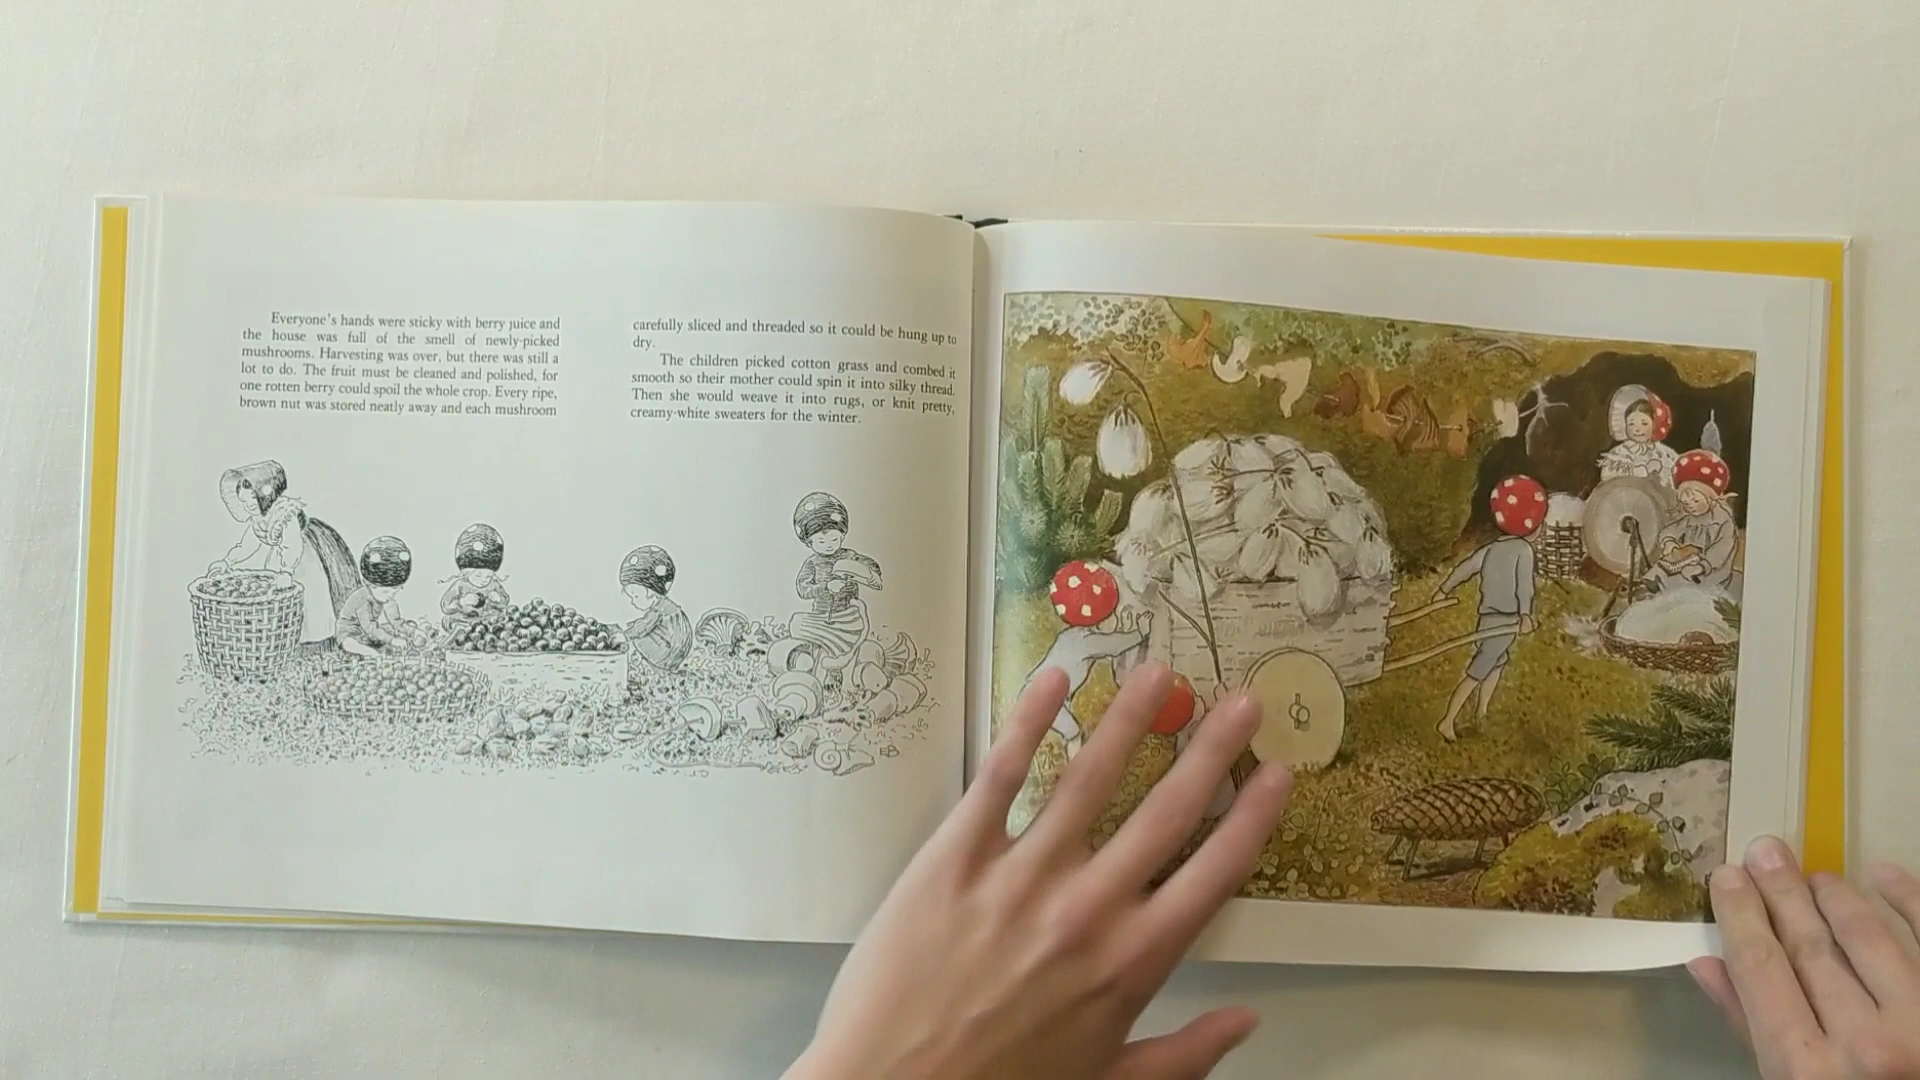 Everyone's hands were sticky with berry juice and
the house was full of the smell of newly-picked
mushrooms. Harvesting was over, but there was still a
lot to do. The fruit must be cleaned and polished, for
one rotten berry could spoil the whole crop. Every ripe,
brown nut was stored neatly away and each mushroom
carefully sliced and threaded so it could be hung up to
dry.
The children picked cotton grass and combed it
smooth so their mother could spin it into silky thread.
Then she would weave it into rugs, or knit pretty,
creamy-white sweaters for the winter.
EB